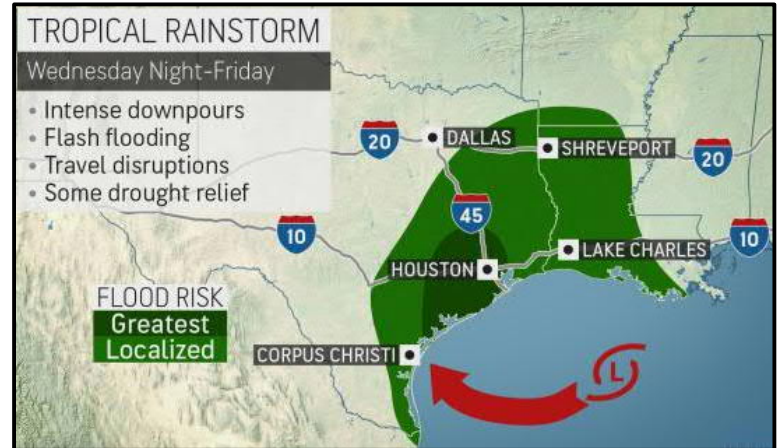 TROPICAL RAINSTORM
Wednesday Night-Friday
• Intense downpours
• Flash flooding
• Travel disruptions
• Some drought relief
20
DALLAS
SHREVEPORT
20
45
10
LAKE CHARLES
10
HOUSTON
FLOOD RISK
Greatest
Localized
CORPUS CHRISTI
L